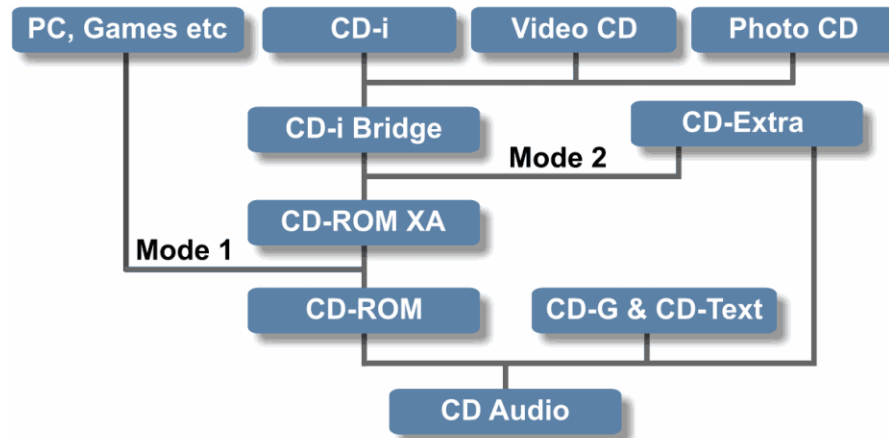 PC, Games etc
CD-i
Video CD
Photo CD
CD-i Bridge
CD-Extra
Mode 2
CD-ROM XA
Mode 1
CD-ROM
CD-G & CD-Text
CD Audio